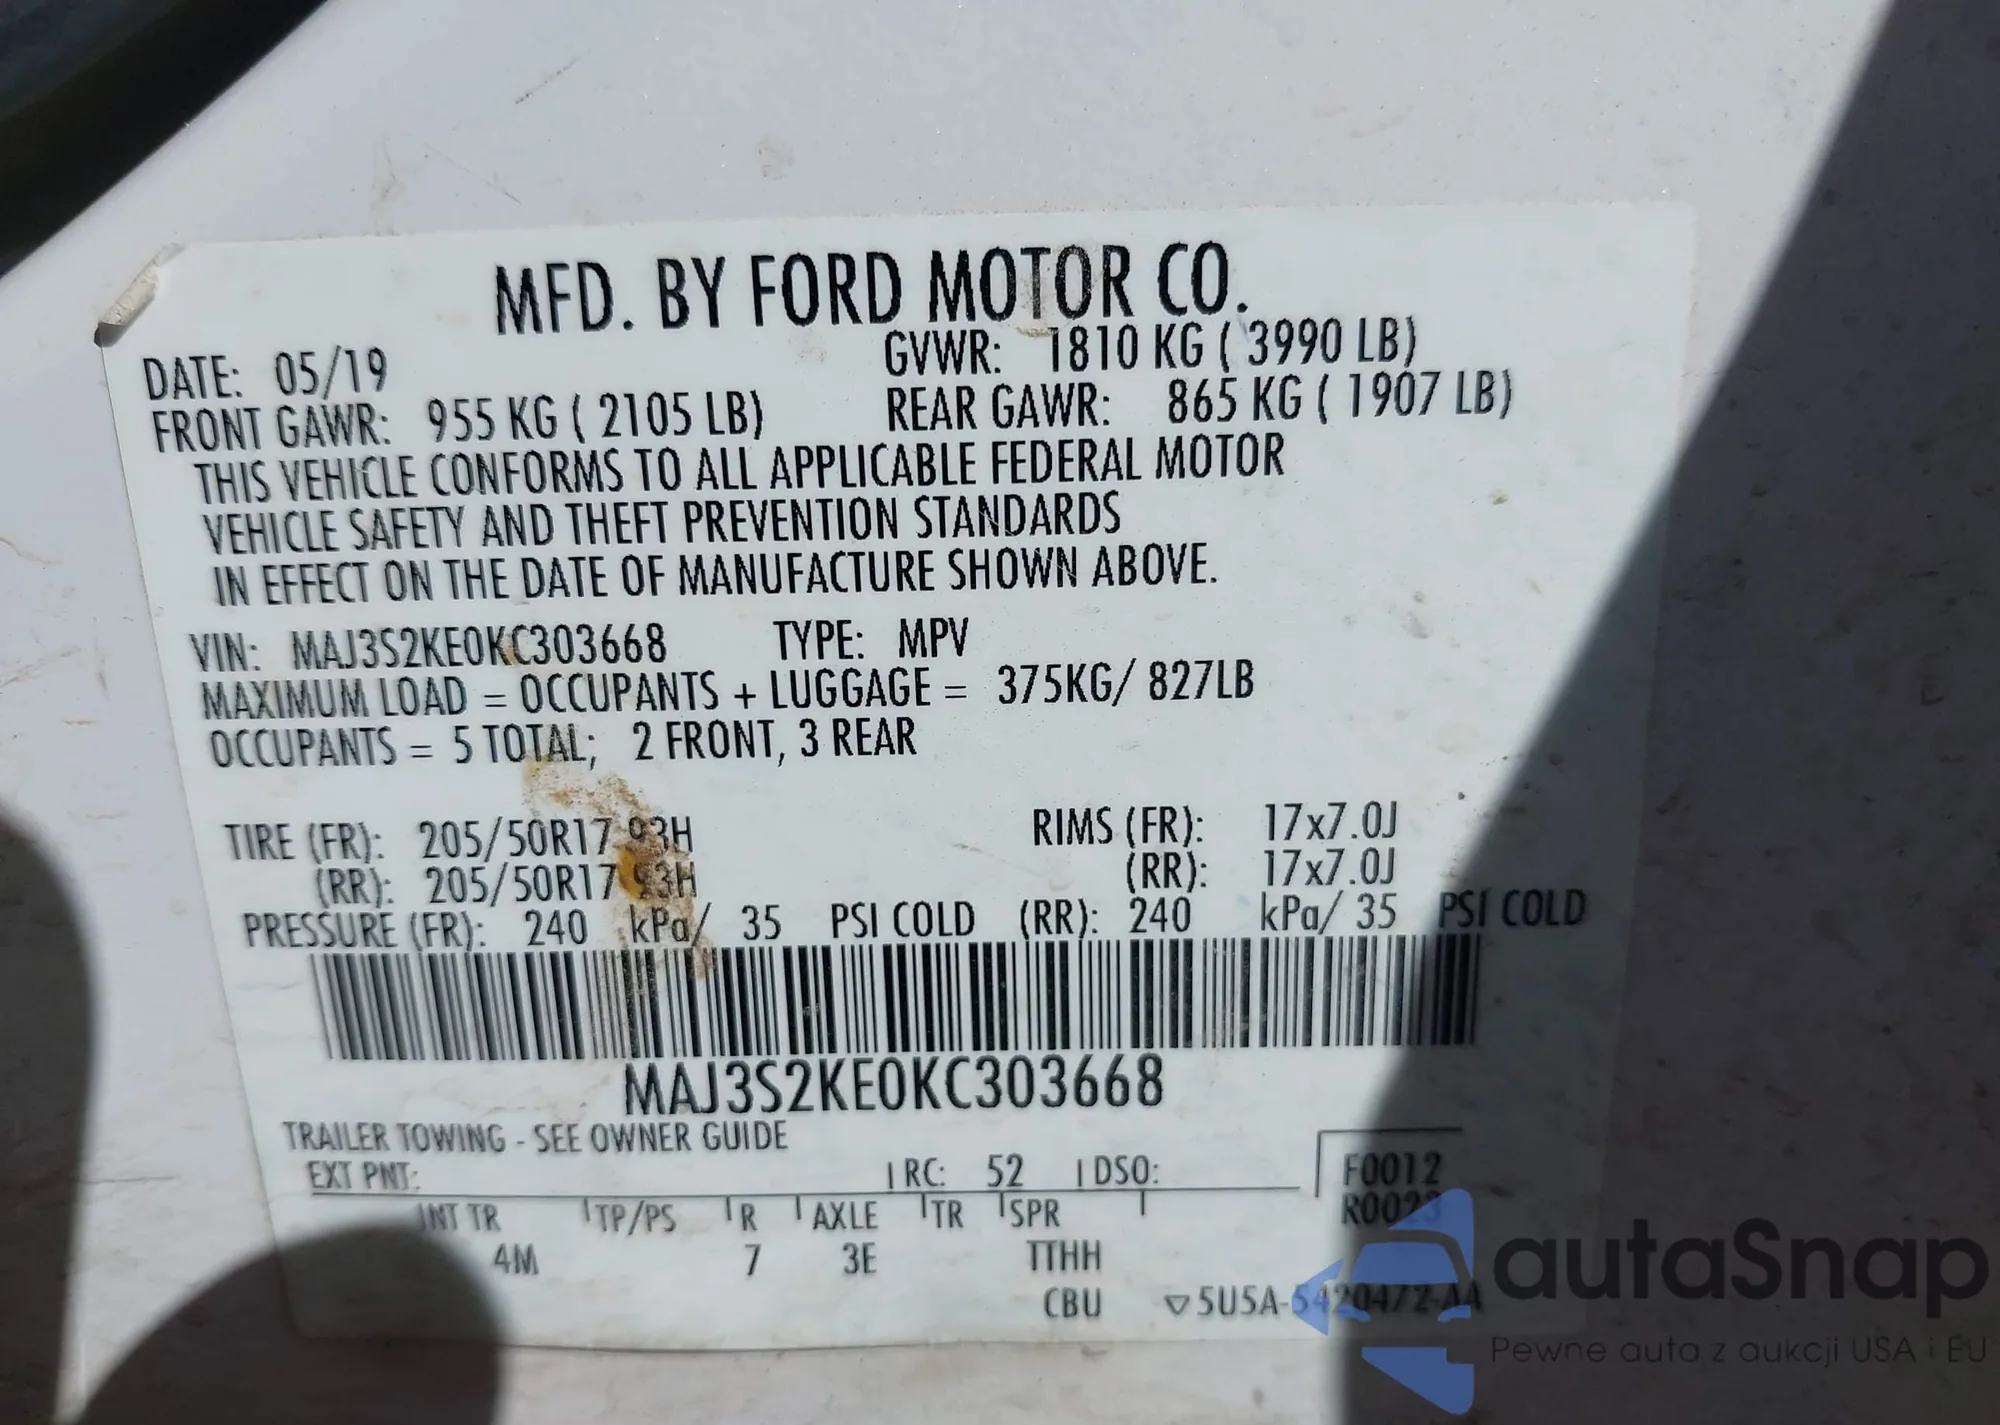 MFD. BY FORD MOTOR CO.
DATE: 05/19 GVWR: 1810 KG ( 3990 LB)
FRONT GAWR: 955 KG ( 2105 LB) REAR GAWR: 865 KG ( 1907 LB)
THIS VEHICLE CONFORMS TO ALL APPLICABLE FEDERAL MOTOR
VEHICLE SAFETY AND THEFT PREVENTION STANDARDS
IN EFFECT ON THE DATE OF MANUFACTURE SHOWN ABOVE.
VIN: MAJ3S2KE0KC303668 TYPE: MPV
MAXIMUM LOAD = OCCUPANTS + LUGGAGE = 375KG/ 827LB
OCCUPANTS = 5 TOTAL; 2 FRONT, 3 REAR
TIRE (FR): 205/50R17 93H RIMS (FR): 17x7.0J
(RR): 205/50R17 93H (RR): 17x7.0J
PRESSURE (FR): 240 kPa/ 35 PSI COLD (RR): 240 kPa/ 35 PSI COLD
MAJ3S2KE0KC303668
TRAILER TOWING - SEE OWNER GUIDE
EXT PNT: RC: 52 DSO: F0012
R0023
INT TR TP/PS R AXLE TR SPR
4M 7 3E TTHH
CBU ▽5U5A-5420472-AA
autaSnap
Pewne auta z aukcji USA i EU